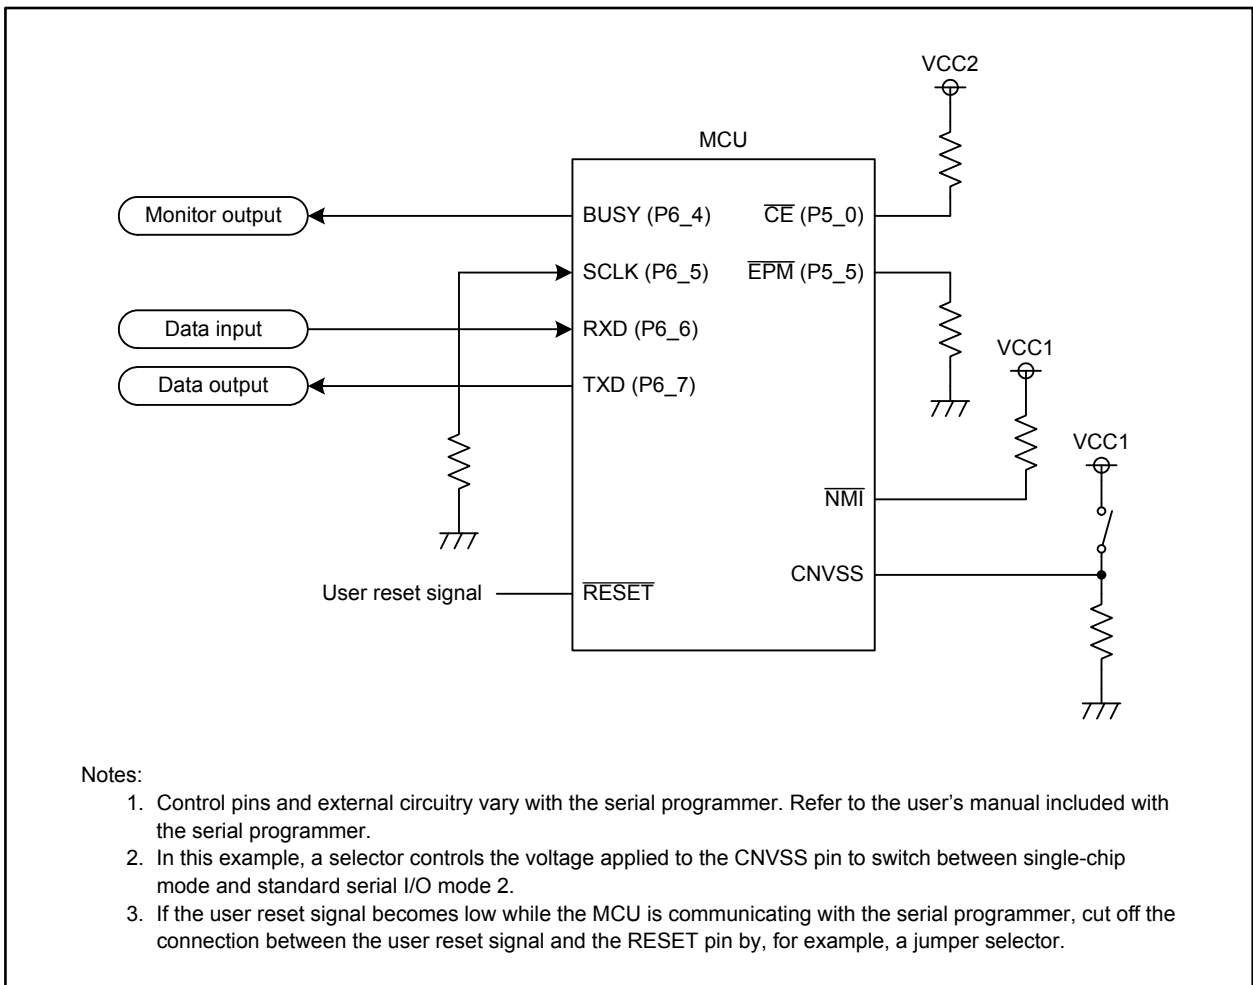 VCC2
MCU
Monitor output
BUSY (P6_4)
CE (P5_0)
SCLK (P6_5)
EPM (P5_5)
Data input
RXD (P6_6)
VCC1
Data output
TXD (P6_7)
VCC1
NMI
CNVSS
User reset signal
RESET
Notes:
1. Control pins and external circuitry vary with the serial programmer. Refer to the user’s manual included with
the serial programmer.
2. In this example, a selector controls the voltage applied to the CNVSS pin to switch between single-chip
mode and standard serial I/O mode 2.
3. If the user reset signal becomes low while the MCU is communicating with the serial programmer, cut off the
connection between the user reset signal and the RESET pin by, for example, a jumper selector.